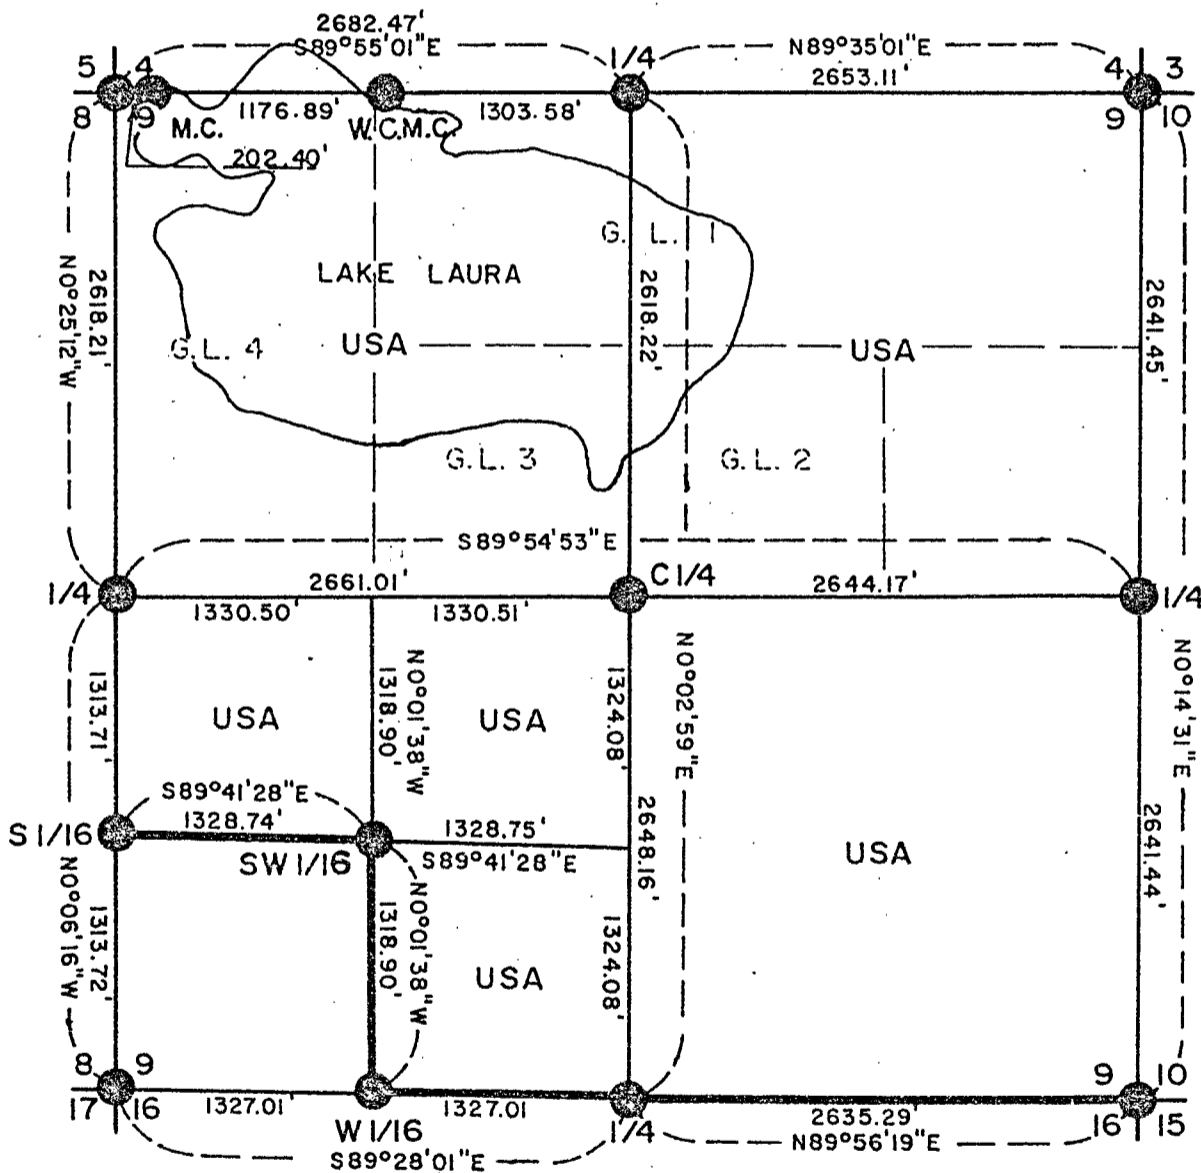 2682.47'
S89°55'01"E
N89°35'01"E
2653.11'
5 4
1/4
4 3
8 9
9 10
M.C.
1176.89'
W.C.M.C.
1303.58'
202.40'
G. L. 1
LAKE LAURA
N0°25'12"W
2618.21'
2618.22'
2641.45'
G.L. 4
USA
USA
G.L. 3
G.L. 2
S89°54'53"E
1/4
2661.01'
C 1/4
2644.17'
1/4
1330.50'
1330.51'
1313.71'
USA
N0°01'38"W
1318.90'
USA
1324.08'
N0°02'59"E
N0°14'31"E
S89°41'28"E
1328.74'
S 1/16
SW 1/16
1328.75'
S89°41'28"E
2648.16'
USA
2641.44'
N0°06'16"W
1313.72'
1318.90'
N0°01'38"W
USA
1324.08'
8 9
9 10
17 16
1327.01'
W 1/16
1327.01
1/4
2635.29'
16 15
S89°28'01"E
N89°56'19"E